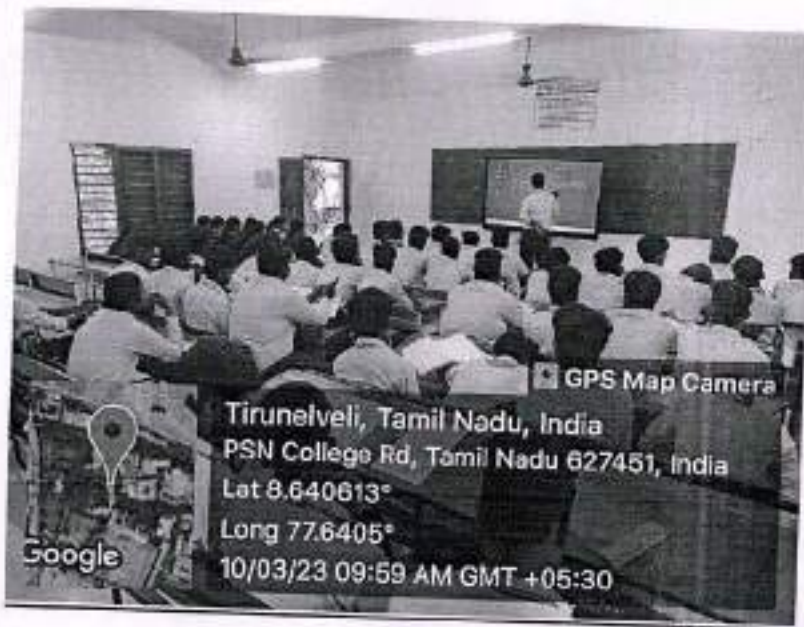 GPS Map Camera
Tirunelveli, Tamil Nadu, India
PSN College Rd, Tamil Nadu 627451, India
Lat 8.640613°
Long 77.6405°
10/03/23 09:59 AM GMT +05:30
Google